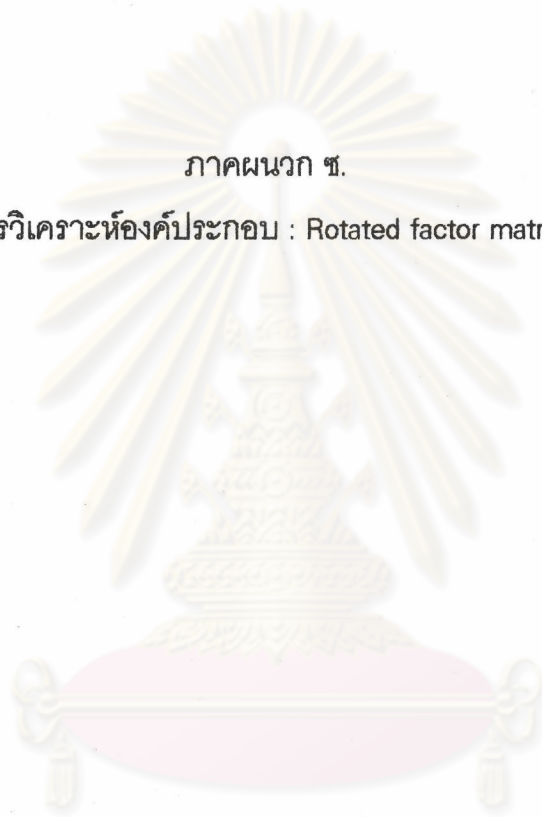 ภาคผนวก ซ.
รวิเคราะห์องค์ประกอบ : Rotated factor matr